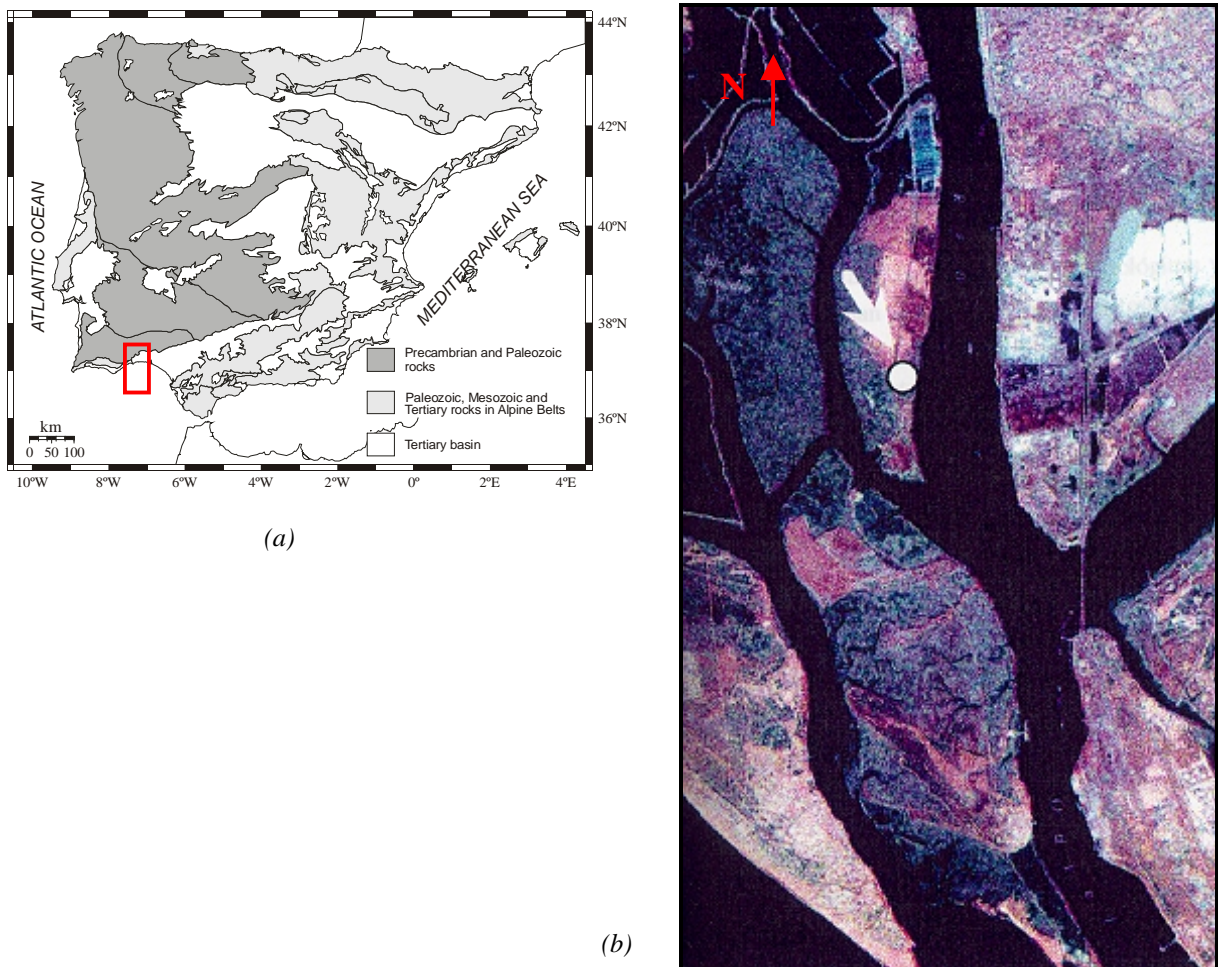 44ºN
42ºN
40ºN
38ºN
36ºN
ATLANTIC OCEAN
MEDITERRANEAN SEA
Precambrian and Paleozoic
rocks
Paleozoic, Mesozoic and
Tertiary rocks in Alpine Belts
Tertiary basin
km
0 50 100
10ºW 8ºW 6ºW 4ºW 2ºW 0º 2ºE 4ºE
(a)
N
(b)